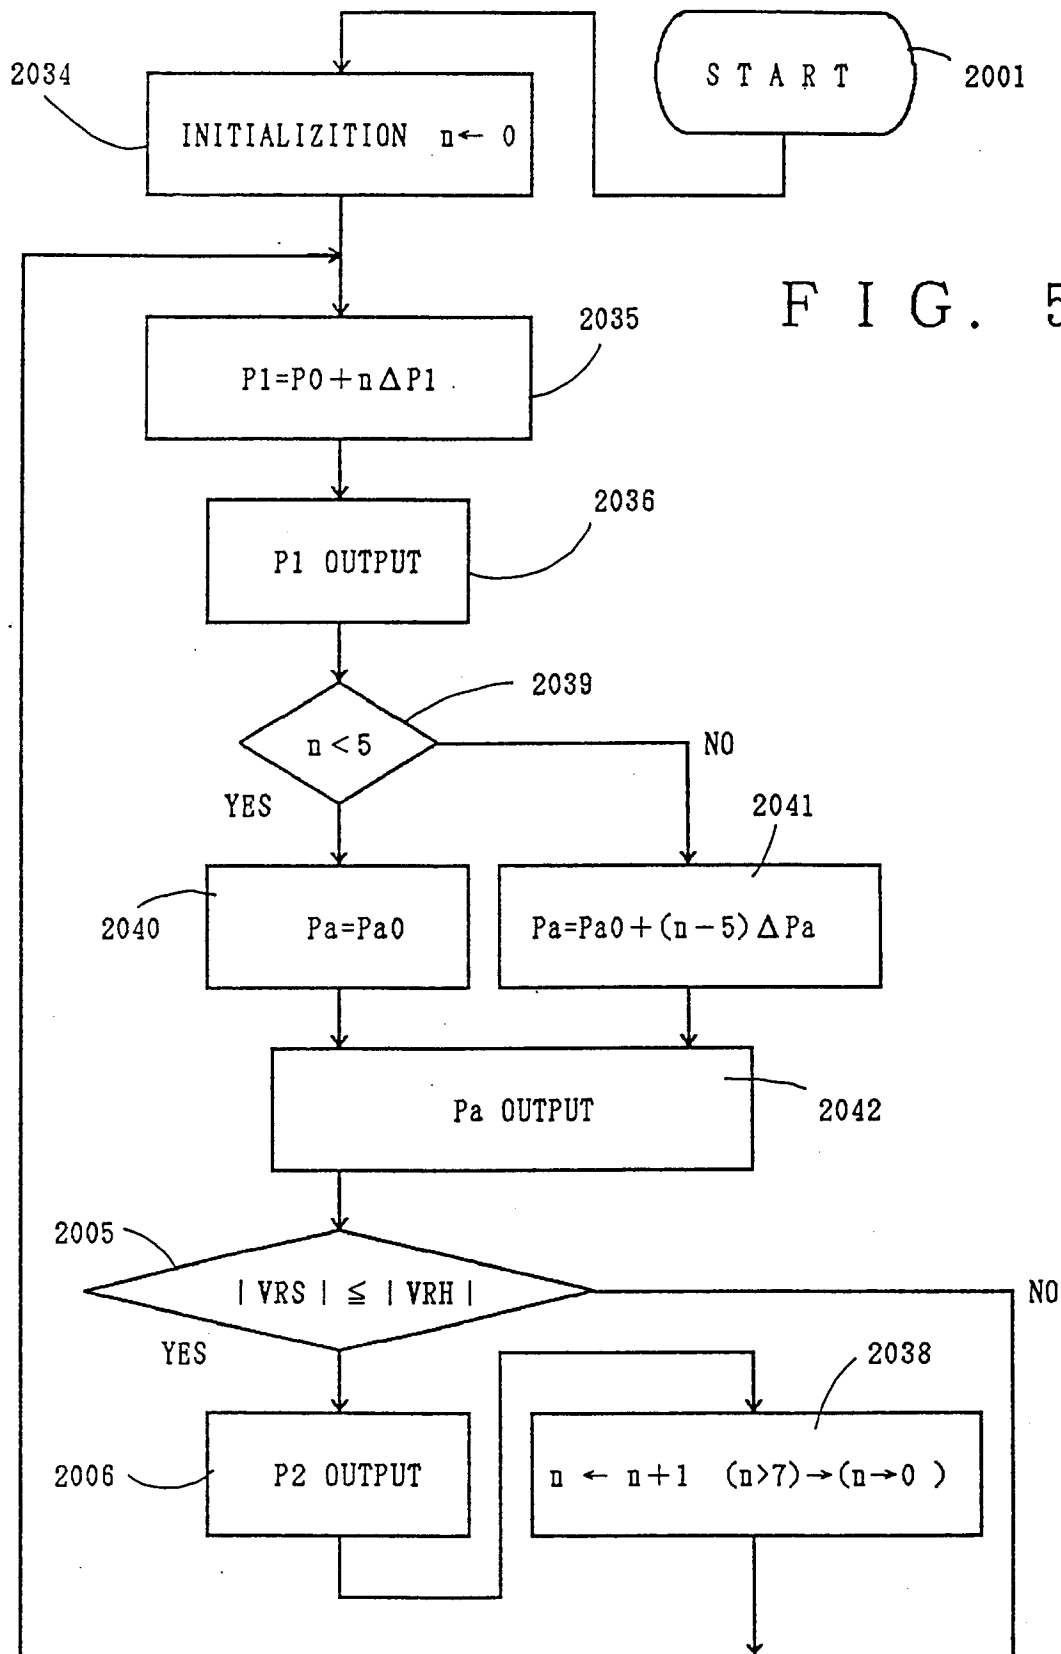 START
2001
2034
INITIALIZITION n← 0
FIG. 5
2035
P1=P0+nΔP1
2036
P1 OUTPUT
2039
n<5
NO
YES
2041
2040
Pa=Pa0
Pa=Pa0+(n-5)ΔPa
Pa OUTPUT
2042
2005
|VRS| ≦ |VRH|
NO
YES
2038
2006
P2 OUTPUT
n ← n+1 (n>7)→(n→0 )